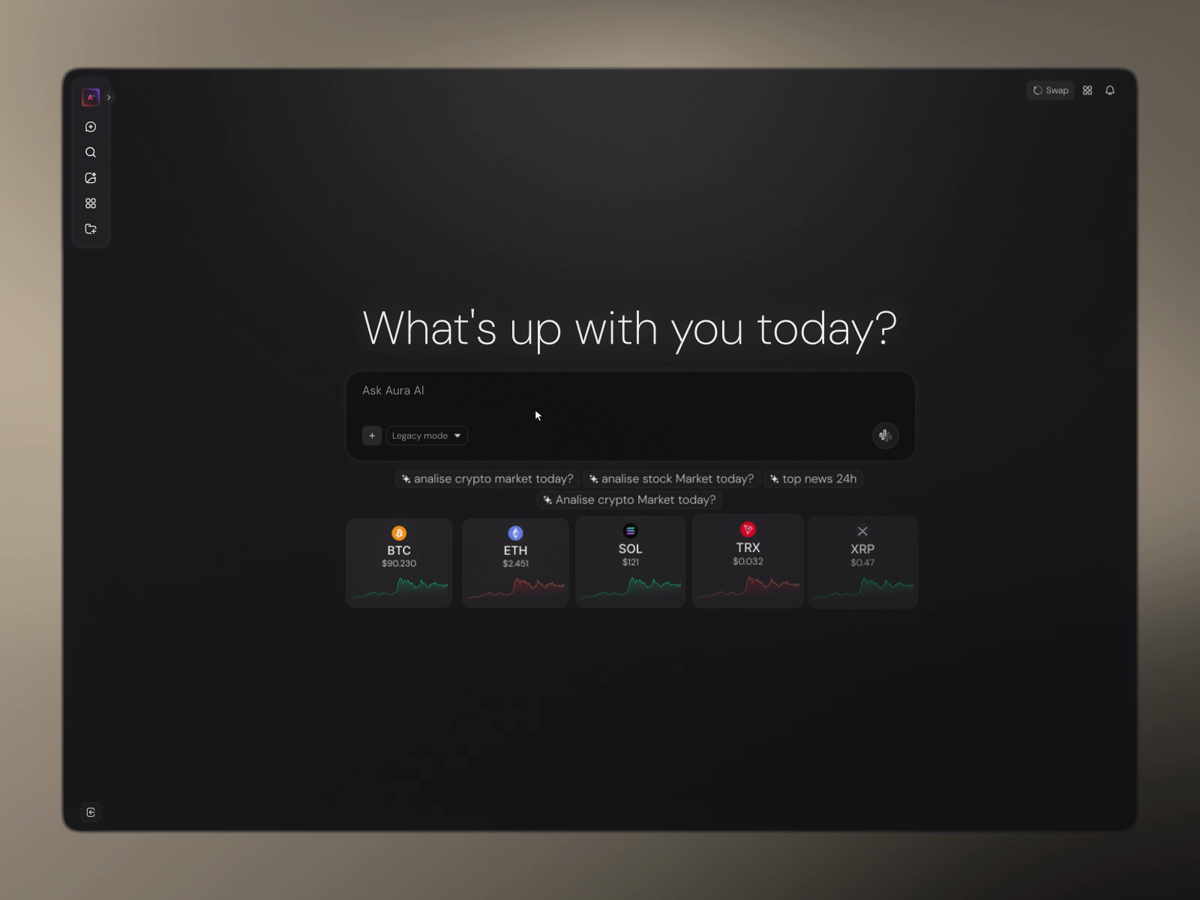 A+
Swap
What's up with you today?
Ask Aura AI
Legacy mode
analise crypto market today?
analise stock Market today?
top news 24h
Analise crypto Market today?
BTC
$90.230
ETH
$2.451
SOL
$121
TRX
$0.032
XRP
$0.47